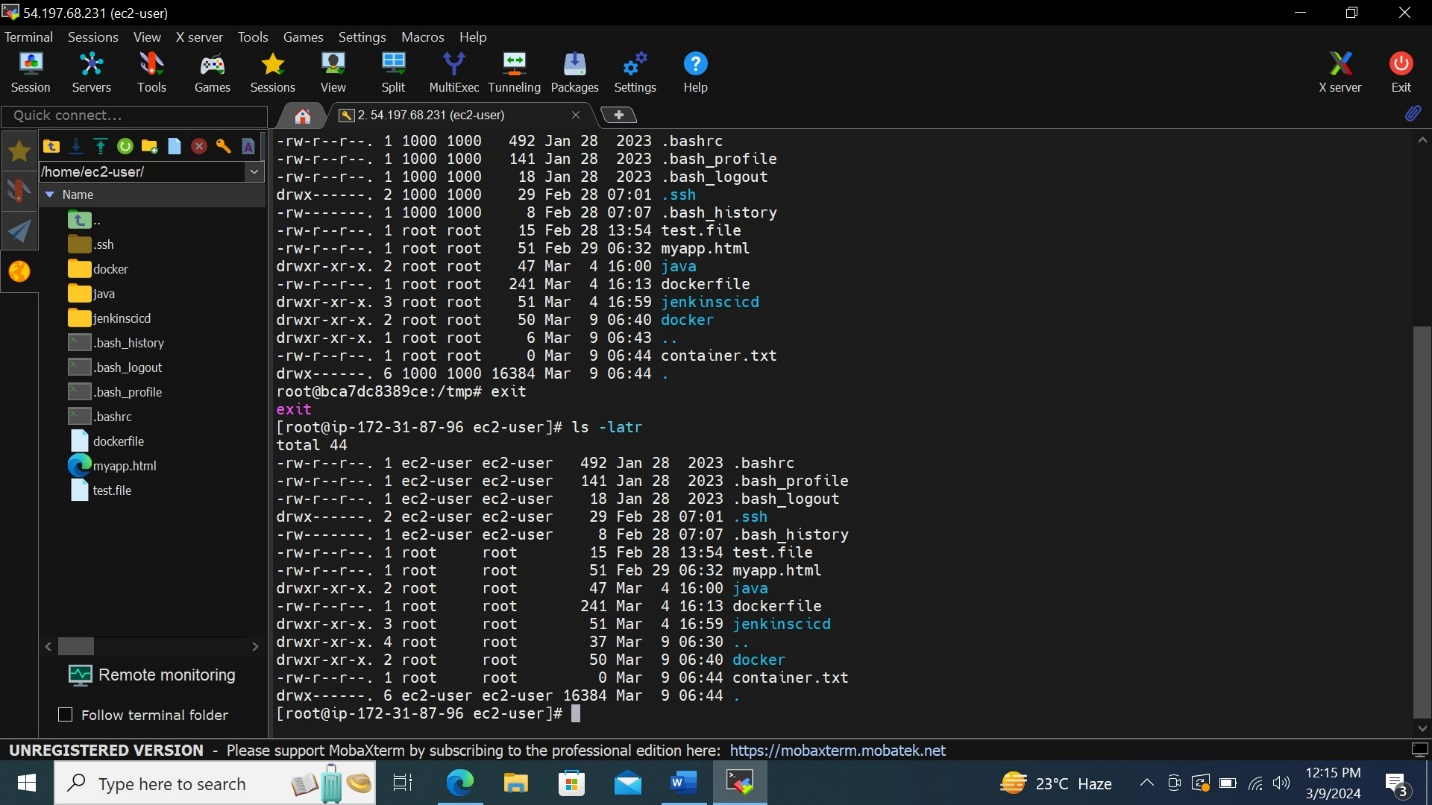 54.197.68.231 (ec2-user)
Terminal Sessions View X server Tools Games Settings Macros Help
Session Servers Tools Games Sessions View Split MultiExec Tunneling Packages Settings Help X server Exit
Quick connect...
2. 54.197.68.231 (ec2-user)
/home/ec2-user/
Name
..
.ssh
docker
java
jenkinscicd
.bash_history
.bash_logout
.bash_profile
.bashrc
dockerfile
myapp.html
test.file
Remote monitoring
Follow terminal folder
-rw-r--r--. 1 1000 1000   492 Jan 28  2023 .bashrc
-rw-r--r--. 1 1000 1000   141 Jan 28  2023 .bash_profile
-rw-r--r--. 1 1000 1000    18 Jan 28  2023 .bash_logout
drwx------. 2 1000 1000    29 Feb 28 07:01 .ssh
-rw-------. 1 1000 1000     8 Feb 28 07:07 .bash_history
-rw-r--r--. 1 root root    15 Feb 28 13:54 test.file
-rw-r--r--. 1 root root    51 Feb 29 06:32 myapp.html
drwxr-xr-x. 2 root root    47 Mar  4 16:00 java
-rw-r--r--. 1 root root   241 Mar  4 16:13 dockerfile
drwxr-xr-x. 3 root root    51 Mar  4 16:59 jenkinscicd
drwxr-xr-x. 2 root root    50 Mar  9 06:40 docker
drwxr-xr-x. 1 root root     6 Mar  9 06:43 ..
-rw-r--r--. 1 root root     0 Mar  9 06:44 container.txt
drwx------. 6 1000 1000 16384 Mar  9 06:44 .
root@bca7dc8389ce:/tmp# exit
exit
[root@ip-172-31-87-96 ec2-user]# ls -latr
total 44
-rw-r--r--. 1 ec2-user ec2-user   492 Jan 28  2023 .bashrc
-rw-r--r--. 1 ec2-user ec2-user   141 Jan 28  2023 .bash_profile
-rw-r--r--. 1 ec2-user ec2-user    18 Jan 28  2023 .bash_logout
drwx------. 2 ec2-user ec2-user    29 Feb 28 07:01 .ssh
-rw-------. 1 ec2-user ec2-user     8 Feb 28 07:07 .bash_history
-rw-r--r--. 1 root     root        15 Feb 28 13:54 test.file
-rw-r--r--. 1 root     root        51 Feb 29 06:32 myapp.html
drwxr-xr-x. 2 root     root        47 Mar  4 16:00 java
-rw-r--r--. 1 root     root       241 Mar  4 16:13 dockerfile
drwxr-xr-x. 3 root     root        51 Mar  4 16:59 jenkinscicd
drwxr-xr-x. 4 root     root        37 Mar  9 06:30 ..
drwxr-xr-x. 2 root     root        50 Mar  9 06:40 docker
-rw-r--r--. 1 root     root         0 Mar  9 06:44 container.txt
drwx------. 6 ec2-user ec2-user 16384 Mar  9 06:44 .
[root@ip-172-31-87-96 ec2-user]#
UNREGISTERED VERSION - Please support MobaXterm by subscribing to the professional edition here: https://mobaxterm.mobatek.net
Type here to search
23°C Haze
12:15 PM
3/9/2024
3